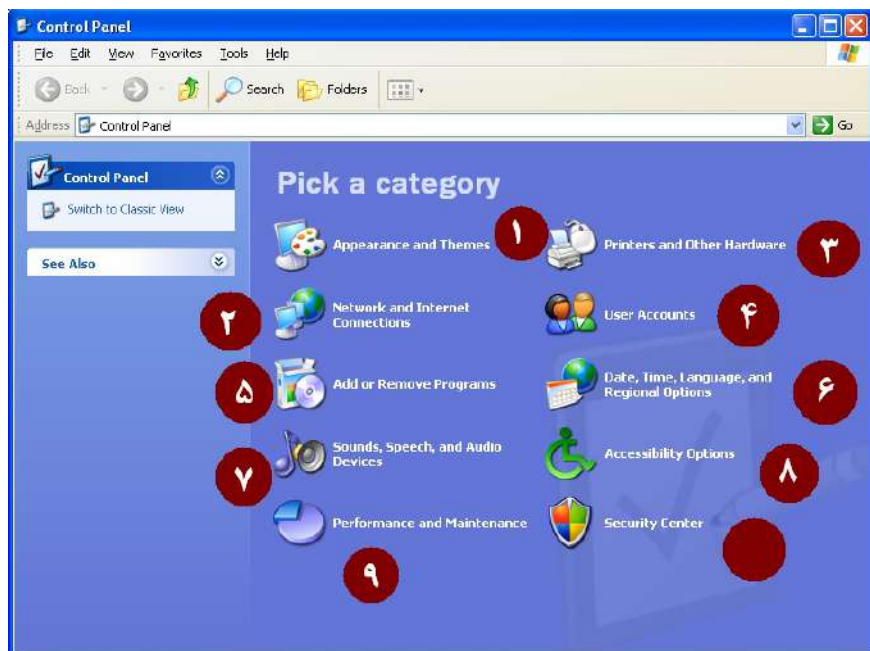 Control Panel
File Edit View Favorites Tools Help
Back Search Folders
Address Control Panel Go
Control Panel
Switch to Classic View
See Also
Pick a category
Appearance and Themes ۱
Printers and Other Hardware ۳
۲ Network and Internet
Connections
User Accounts ۴
۵ Add or Remove Programs
Date, Time, Language, and
Regional Options ۶
۷ Sounds, Speech, and Audio
Devices
Accessibility Options ۸
Performance and Maintenance
۹
Security Center